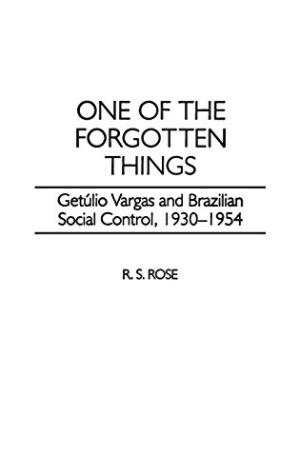 ONE OF THE
FORGOTTEN
THINGS
Getúlio Vargas and Brazilian
Social Control, 1930–1954
R. S. ROSE